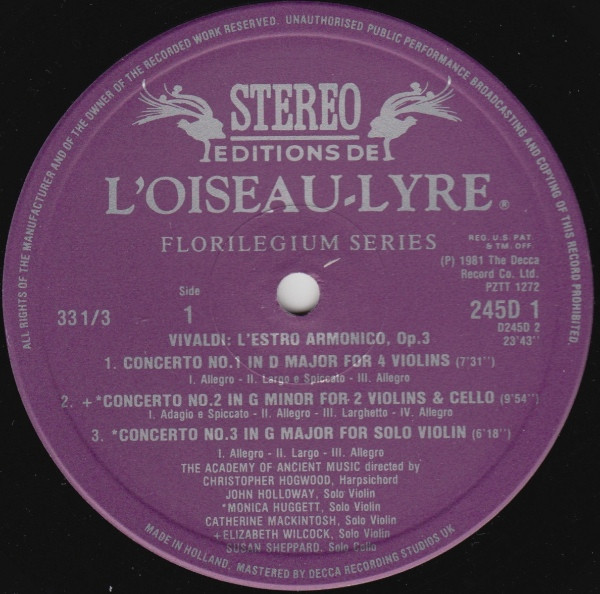 ALL RIGHTS OF THE MANUFACTURER AND OF THE OWNER OF THE RECORDED WORK RESERVED. UNAUTHORISED PUBLIC PERFORMANCE BROADCASTING AND COPYING OF THIS RECORD PROHIBITED.
STEREO
EDITIONS DE
L'OISEAU-LYRE®
FLORILEGIUM SERIES
REG. U.S. PAT
& TM. OFF.
(P) 1981 The Decca
Record Co. Ltd.
PZTT 1272
Side
33 1/3 1 245D 1
D245D 2
23'43''
VIVALDI: L'ESTRO ARMONICO, Op.3
1. CONCERTO NO.1 IN D MAJOR FOR 4 VIOLINS (7'31'')
I. Allegro - II. Largo e Spiccato - III. Allegro
2. +*CONCERTO NO.2 IN G MINOR FOR 2 VIOLINS & CELLO (9'54'')
I. Adagio e Spiccato - II. Allegro - III. Larghetto - IV. Allegro
3. *CONCERTO NO.3 IN G MAJOR FOR SOLO VIOLIN (6'18'')
I. Allegro - II. Largo - III. Allegro
THE ACADEMY OF ANCIENT MUSIC directed by
CHRISTOPHER HOGWOOD, Harpsichord
JOHN HOLLOWAY, Solo Violin
*MONICA HUGGETT, Solo Violin
CATHERINE MACKINTOSH, Solo Violin
+ELIZABETH WILCOCK, Solo Violin
SUSAN SHEPPARD, Solo Cello
MADE IN HOLLAND, MASTERED BY DECCA RECORDING STUDIOS UK